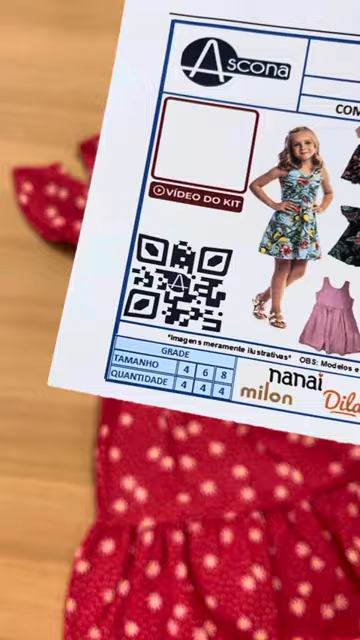 Ascona
COM
VÍDEO DO KIT
*Imagens meramente ilustrativas* OBS: Modelos e
GRADE
TAMANHO 4 6 8
QUANTIDADE 4 4 4
nanai
milon